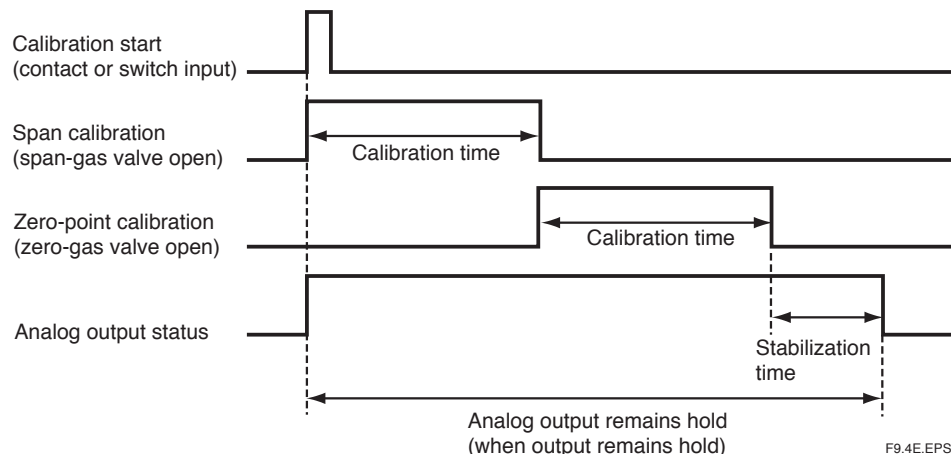 Calibration start
(contact or switch input)
Span calibration
(span-gas valve open)
Calibration time
Zero-point calibration
(zero-gas valve open)
Calibration time
Analog output status
Stabilization
time
Analog output remains hold
(when output remains hold)
F9.4E.EPS